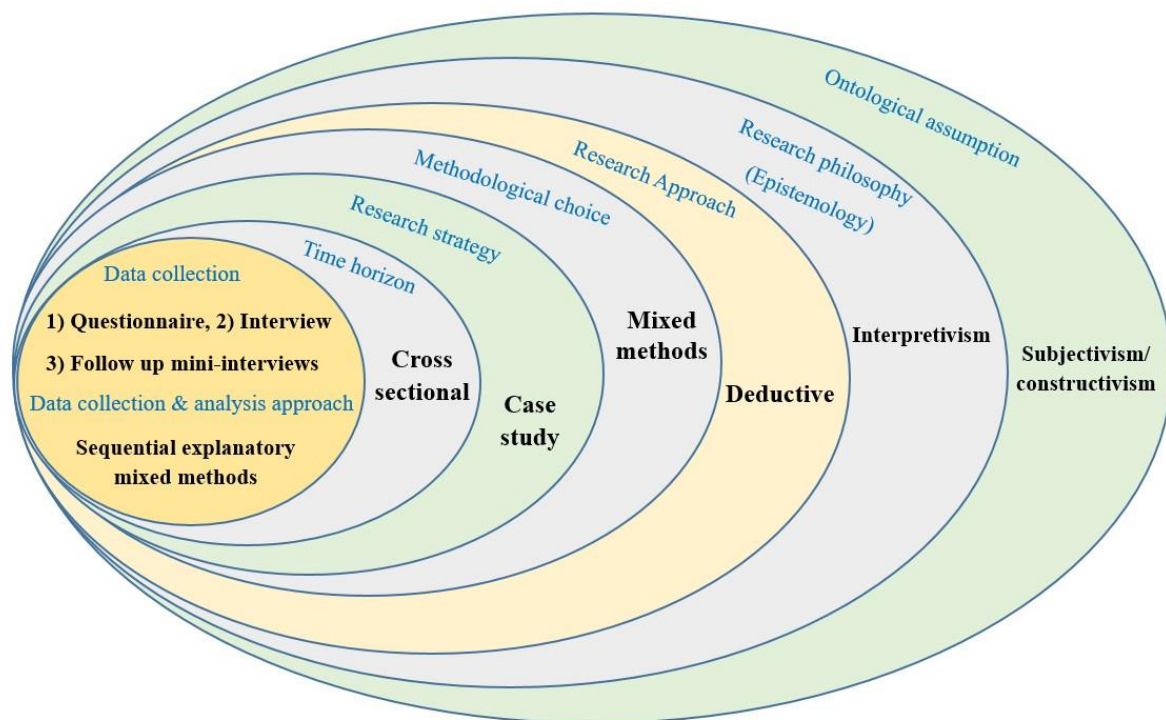 Ontological assumption
Research philosophy
(Epistemology)
Research Approach
Methodological choice
Research strategy
Time horizon
Data collection
1) Questionnaire, 2) Interview
3) Follow up mini-interviews
Data collection & analysis approach
Sequential explanatory
mixed methods
Cross
sectional
Case
study
Mixed
methods
Deductive
Interpretivism
Subjectivism/
constructivism